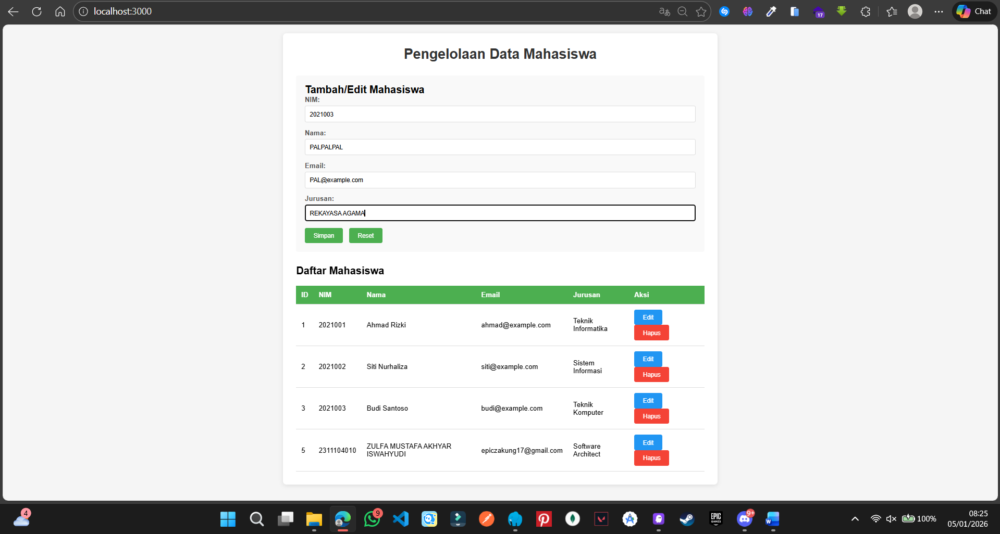 localhost:3000
17
Chat
Pengelolaan Data Mahasiswa
Tambah/Edit Mahasiswa
NIM:
2021003
Nama:
PALPALPAL
Email:
PAL@example.com
Jurusan:
REKAYASA AGAMA
Simpan Reset
Daftar Mahasiswa
ID NIM Nama Email Jurusan Aksi
1 2021001 Ahmad Rizki ahmad@example.com Teknik Informatika Edit Hapus
2 2021002 Siti Nurhaliza siti@example.com Sistem Informasi Edit Hapus
3 2021003 Budi Santoso budi@example.com Teknik Komputer Edit Hapus
5 2311104010 ZULFA MUSTAFA AKHYAR ISWAHYUDI epiczakung17@gmail.com Software Architect Edit Hapus
4
9
EPIC GAMES
9+
W
100%
08:25
05/01/2026